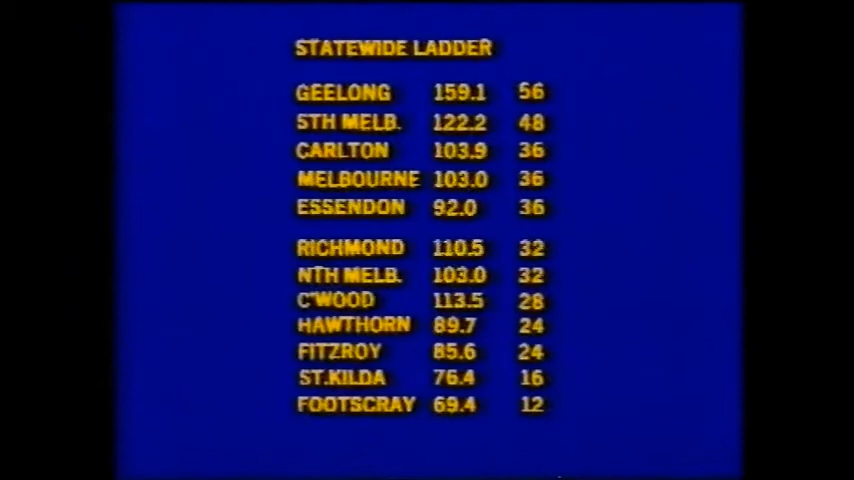 STATEWIDE LADDER
GEELONG 159.1 56
STH MELB. 122.2 48
CARLTON 103.9 36
MELBOURNE 103.0 36
ESSENDON 92.0 36
RICHMOND 110.5 32
NTH MELB. 103.0 32
C'WOOD 113.5 28
HAWTHORN 89.7 24
FITZROY 85.6 24
ST.KILDA 76.4 16
FOOTSCRAY 69.4 12